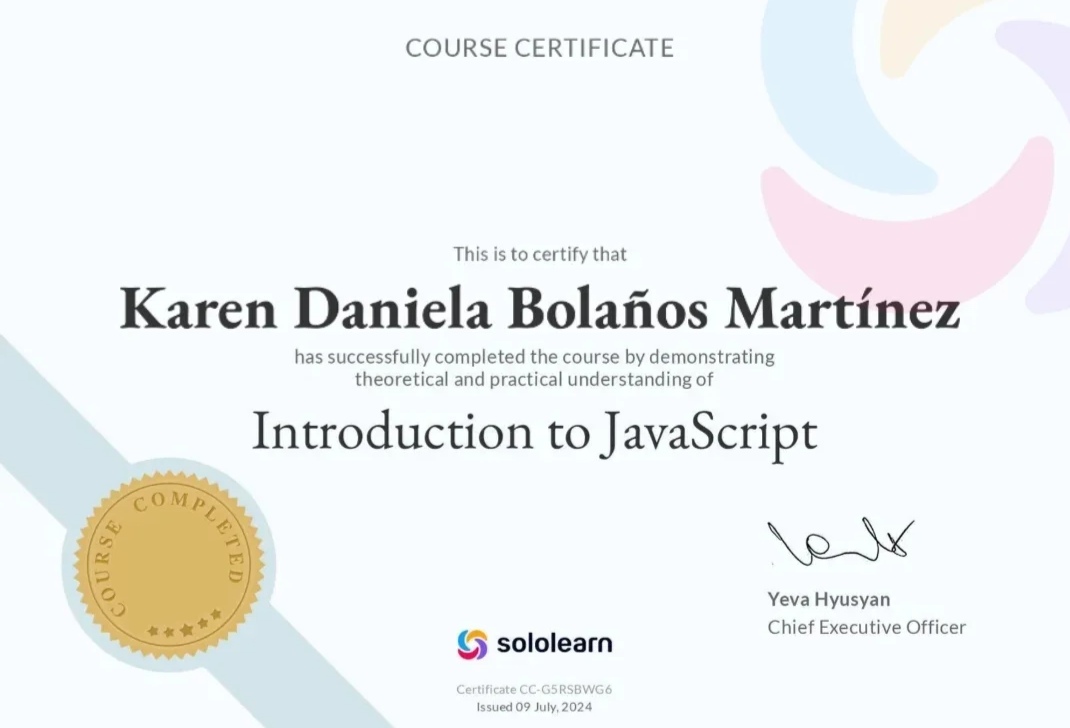 COURSE CERTIFICATE
This is to certify that
Karen Daniela Bolaños Martínez
has successfully completed the course by demonstrating
theoretical and practical understanding of
Introduction to JavaScript
COURSE COMPLETED
Yeva Hyusyan
Chief Executive Officer
sololearn
Certificate CC-G5RSBWG6
Issued 09 July, 2024